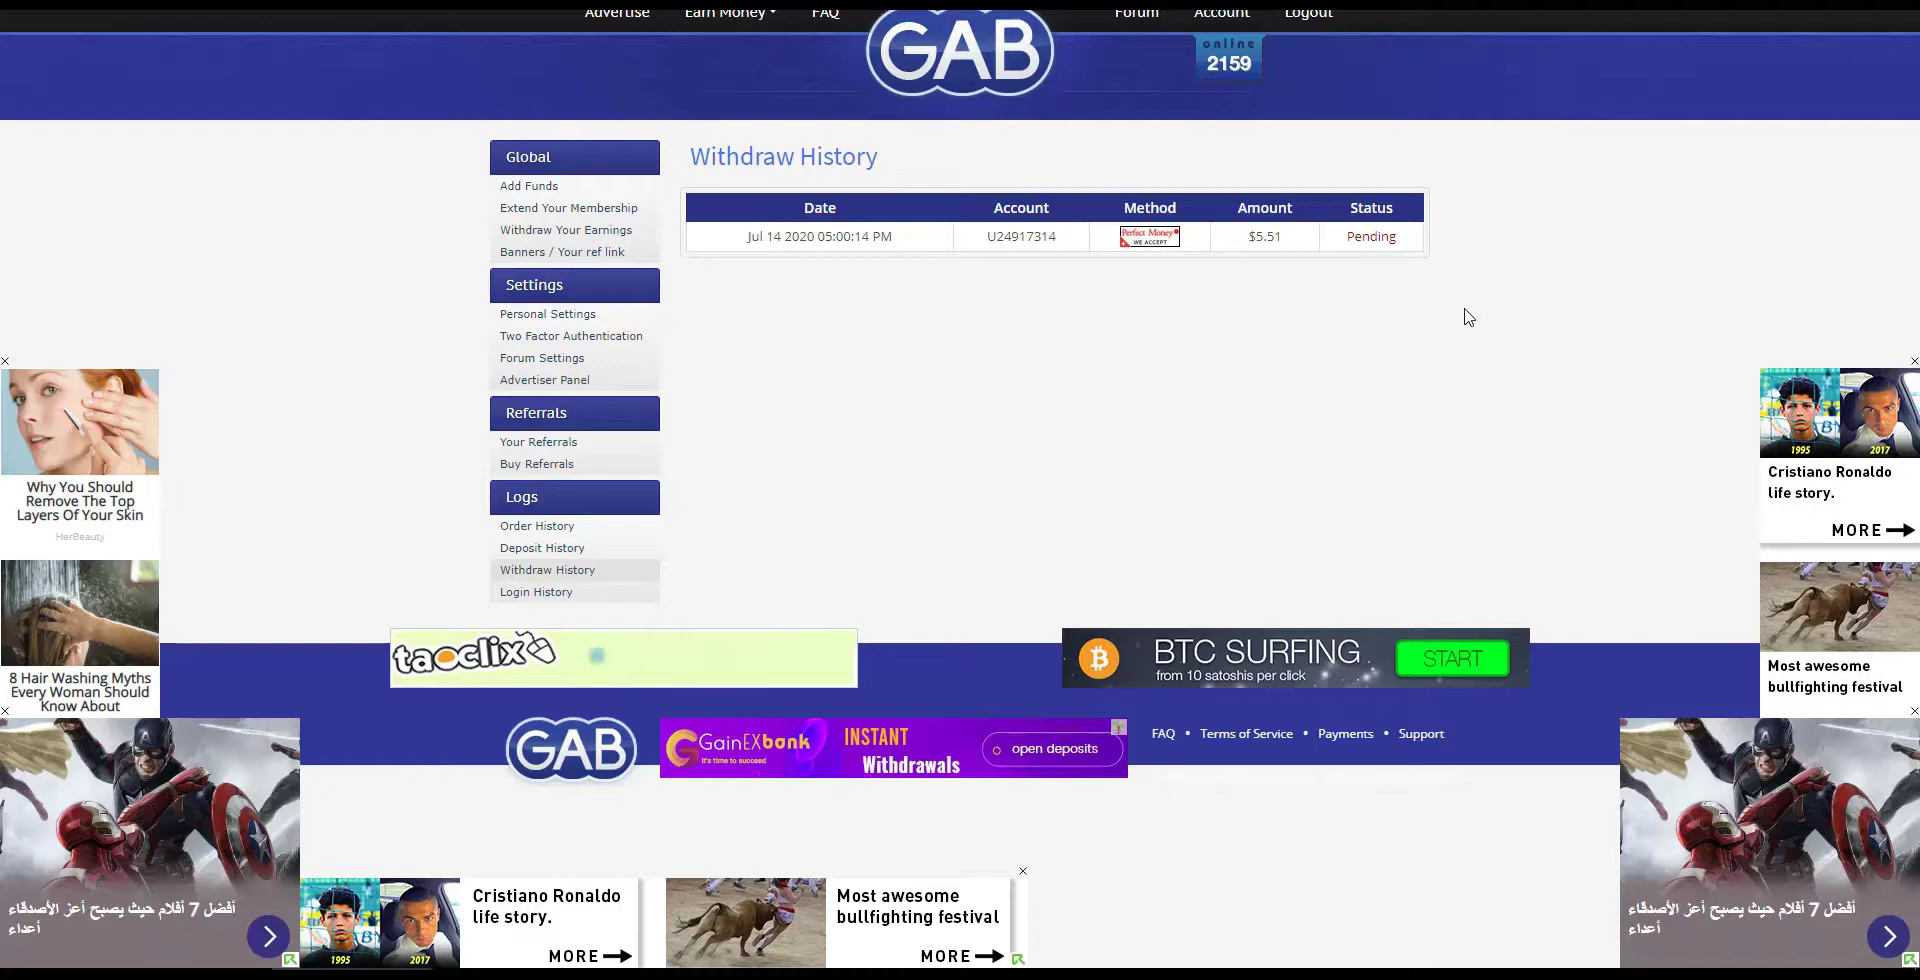 Advertise Earn Money FAQ Forum Account Logout
GAB
online
2159
Global
Add Funds
Extend Your Membership
Withdraw Your Earnings
Banners / Your ref link
Settings
Personal Settings
Two Factor Authentication
Forum Settings
Advertiser Panel
Referrals
Your Referrals
Buy Referrals
Logs
Order History
Deposit History
Withdraw History
Login History
Withdraw History
Date Account Method Amount Status
Jul 14 2020 05:00:14 PM U24917314 Perfect Money WE ACCEPT $5.51 Pending
Why You Should
Remove The Top
Layers Of Your Skin
HerBeauty
8 Hair Washing Myths
Every Woman Should
Know About
1995 2017
Cristiano Ronaldo
life story.
MORE
Most awesome
bullfighting festival
taoclix
BTC SURFING
from 10 satoshis per click
START
GAB
GainEXbank
It's time to succeed
INSTANT
Withdrawals
open deposits
FAQ • Terms of Service • Payments • Support
أفضل 7 أفلام حيث يصبح أعز الأصدقاء
أعداء
1995 2017
Cristiano Ronaldo
life story.
MORE
Most awesome
bullfighting festival
MORE
أفضل 7 أفلام حيث يصبح أعز الأصدقاء
أعداء